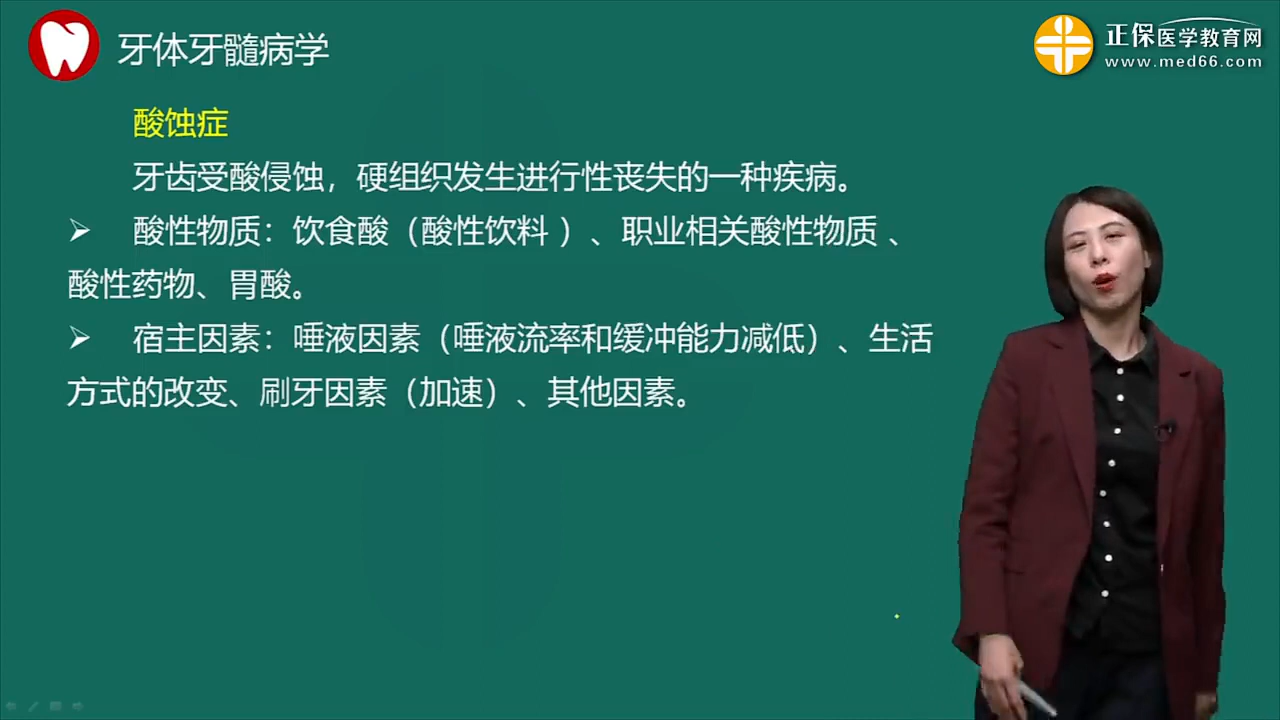 牙体牙髓病学
正保医学教育网
www.med66.com
酸蚀症
牙齿受酸侵蚀，硬组织发生进行性丧失的一种疾病。
➢ 酸性物质：饮食酸（酸性饮料 ）、职业相关酸性物质 、
酸性药物、胃酸。
➢ 宿主因素：唾液因素（唾液流率和缓冲能力减低）、生活
方式的改变、刷牙因素（加速）、其他因素。